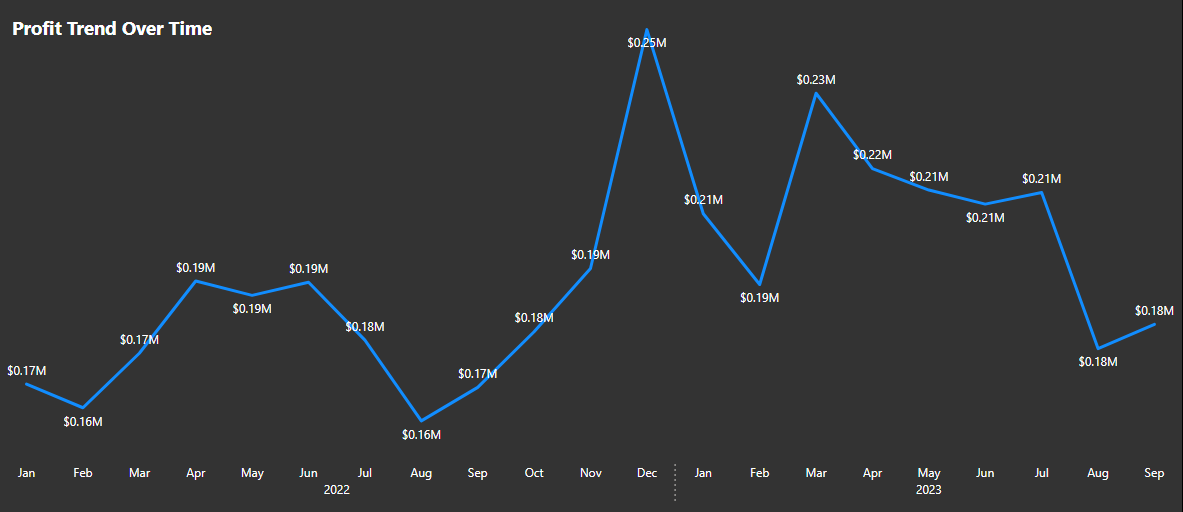 Profit Trend Over Time
$0.17M
$0.16M
$0.17M
$0.19M
$0.19M
$0.19M
$0.18M
$0.16M
$0.17M
$0.18M
$0.19M
$0.25M
$0.21M
$0.19M
$0.23M
$0.22M
$0.21M
$0.21M
$0.21M
$0.18M
$0.18M
Jan Feb Mar Apr May Jun Jul Aug Sep Oct Nov Dec Jan Feb Mar Apr May Jun Jul Aug Sep
2022 2023